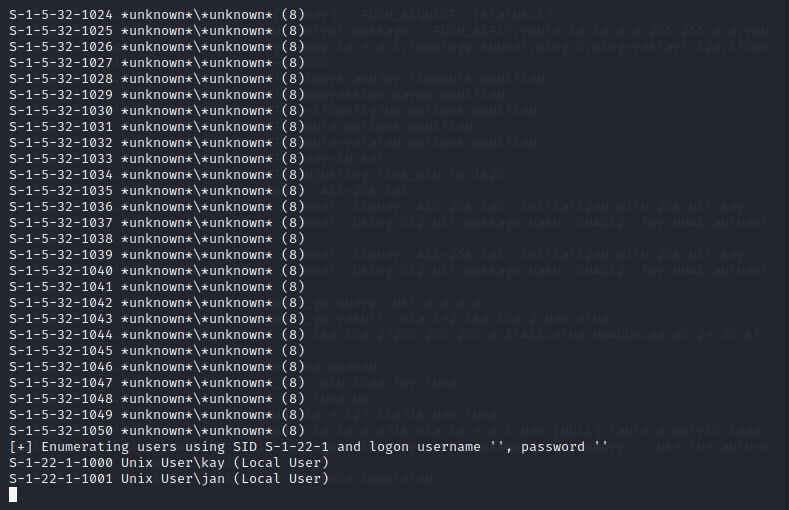 S-1-5-32-1024 *unknown*\*unknown* (8)
S-1-5-32-1025 *unknown*\*unknown* (8)
S-1-5-32-1026 *unknown*\*unknown* (8)
S-1-5-32-1027 *unknown*\*unknown* (8)
S-1-5-32-1028 *unknown*\*unknown* (8)
S-1-5-32-1029 *unknown*\*unknown* (8)
S-1-5-32-1030 *unknown*\*unknown* (8)
S-1-5-32-1031 *unknown*\*unknown* (8)
S-1-5-32-1032 *unknown*\*unknown* (8)
S-1-5-32-1033 *unknown*\*unknown* (8)
S-1-5-32-1034 *unknown*\*unknown* (8)
S-1-5-32-1035 *unknown*\*unknown* (8)
S-1-5-32-1036 *unknown*\*unknown* (8)
S-1-5-32-1037 *unknown*\*unknown* (8)
S-1-5-32-1038 *unknown*\*unknown* (8)
S-1-5-32-1039 *unknown*\*unknown* (8)
S-1-5-32-1040 *unknown*\*unknown* (8)
S-1-5-32-1041 *unknown*\*unknown* (8)
S-1-5-32-1042 *unknown*\*unknown* (8)
S-1-5-32-1043 *unknown*\*unknown* (8)
S-1-5-32-1044 *unknown*\*unknown* (8)
S-1-5-32-1045 *unknown*\*unknown* (8)
S-1-5-32-1046 *unknown*\*unknown* (8)
S-1-5-32-1047 *unknown*\*unknown* (8)
S-1-5-32-1048 *unknown*\*unknown* (8)
S-1-5-32-1049 *unknown*\*unknown* (8)
S-1-5-32-1050 *unknown*\*unknown* (8)
[+] Enumerating users using SID S-1-22-1 and logon username '', password ''
S-1-22-1-1000 Unix User\kay (Local User)
S-1-22-1-1001 Unix User\jan (Local User)